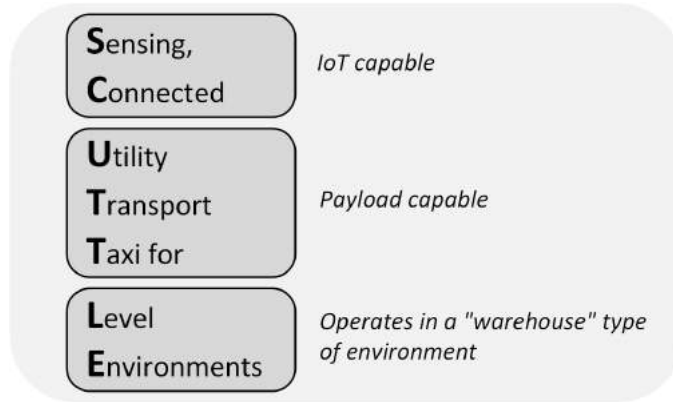 Sensing,
IoT capable
Connected
Utility
Transport
Payload capable
Taxi for
Level
Operates in a "warehouse" type
of environment
Environments